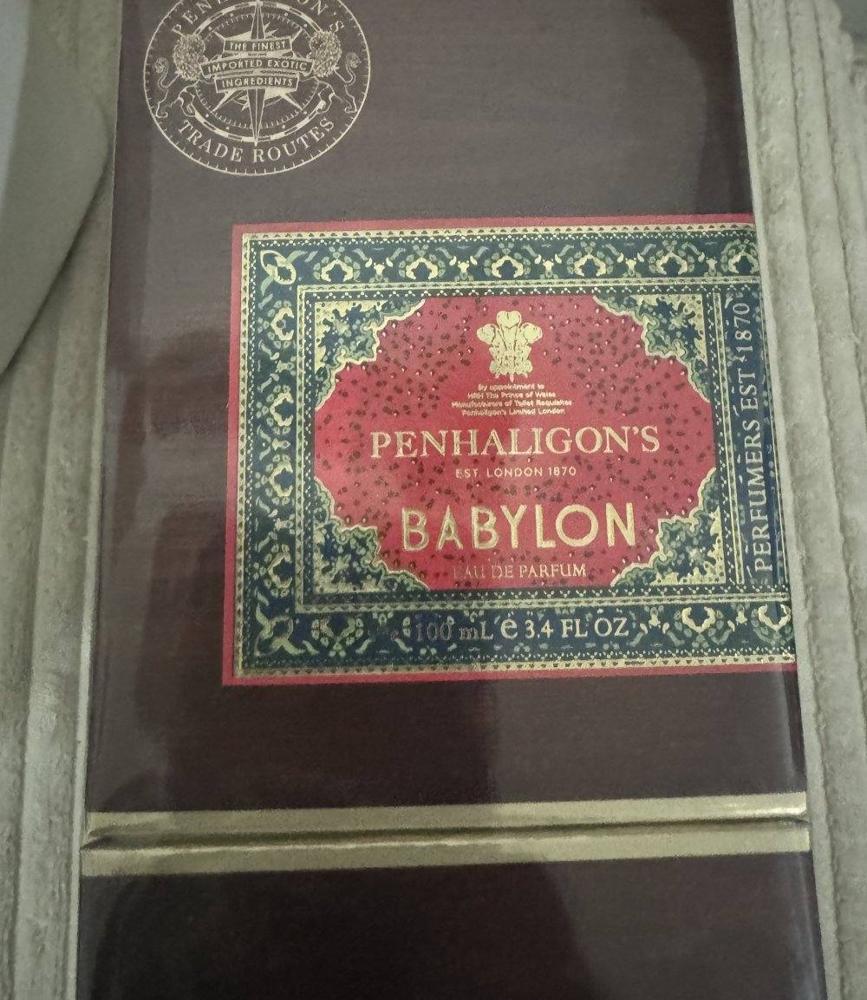 PENHALIGON'S
THE FINEST
IMPORTED EXOTIC
INGREDIENTS
TRADE ROUTES
By appointment to
HRH The Prince of Wales
Manufacturers of Toilet Requisites
Penhaligon's Limited London
PENHALIGON'S
EST. LONDON 1870
BABYLON
EAU DE PARFUM
100 mL e 3.4 FL OZ
PERFUMERS EST 1870